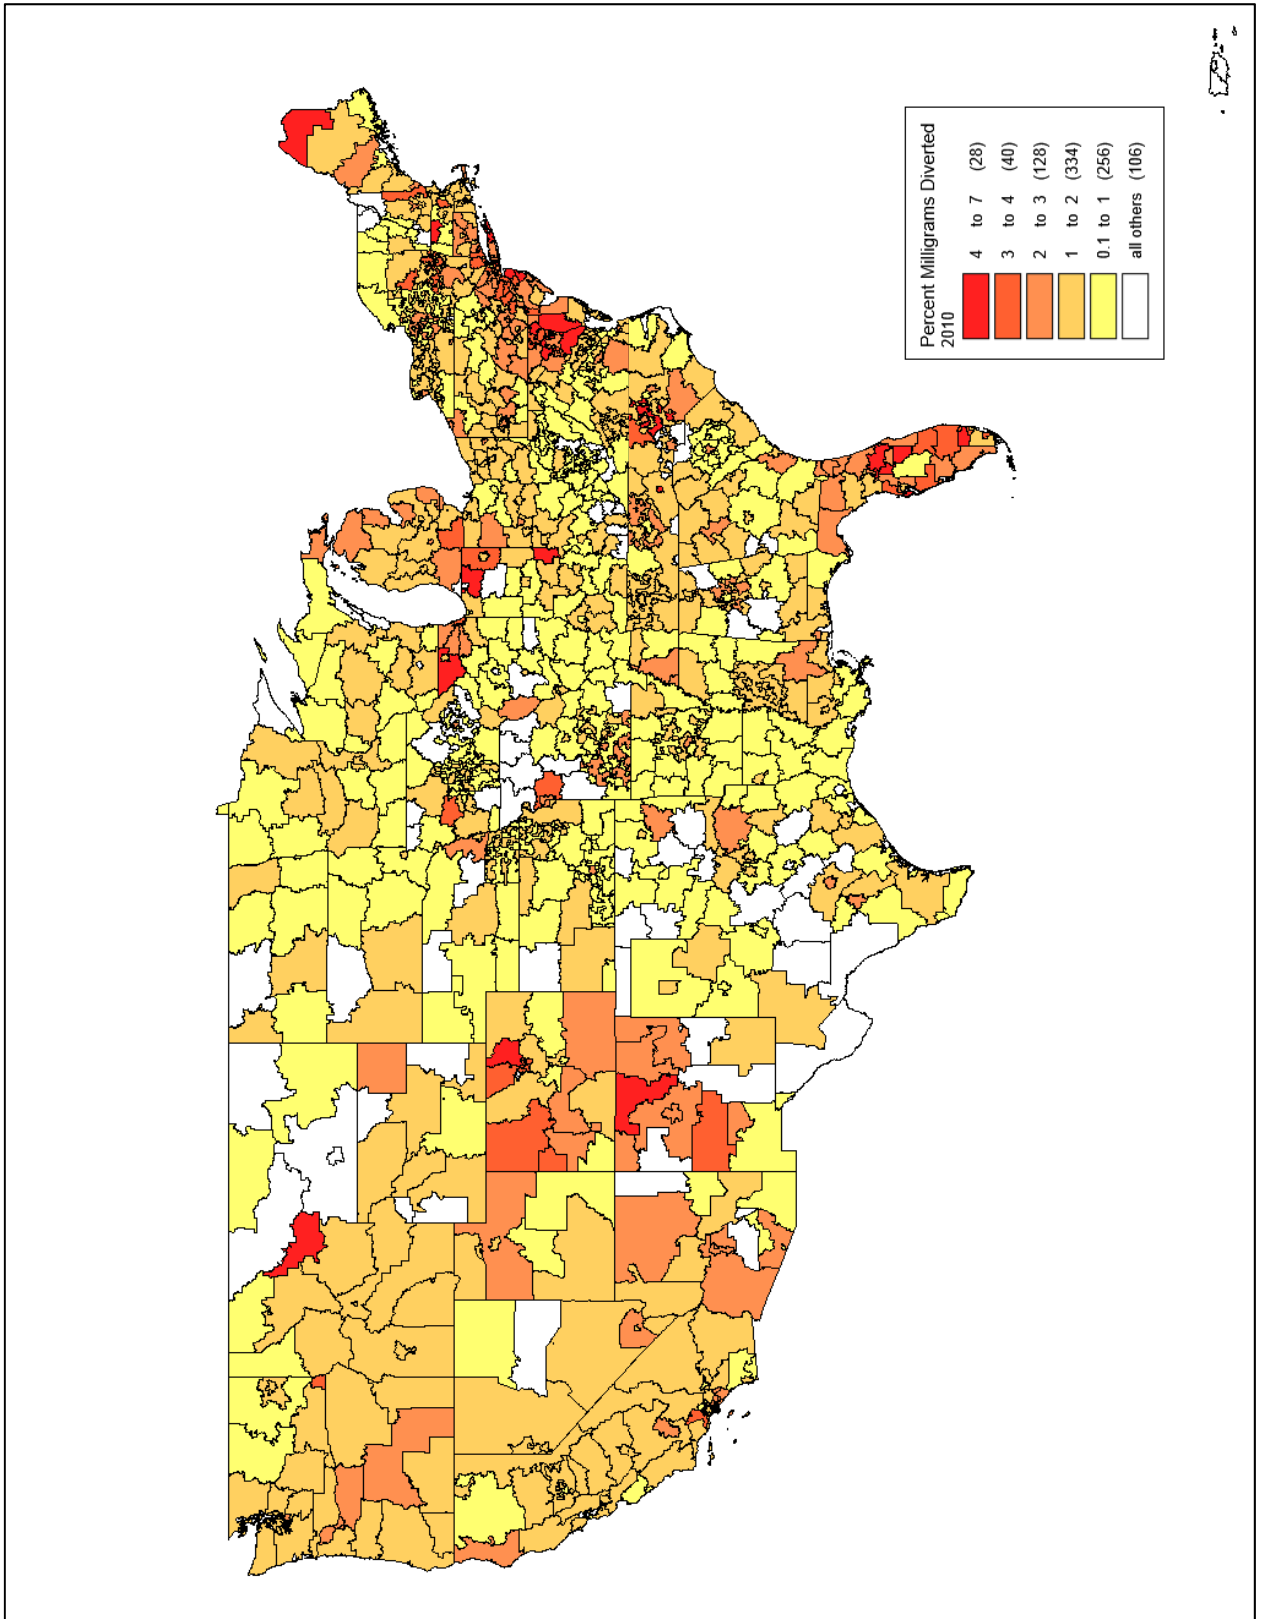 Percent Milligrams Diverted
2010
4 to 7 (28)
3 to 4 (40)
2 to 3 (128)
1 to 2 (334)
0.1 to 1 (256)
all others (106)